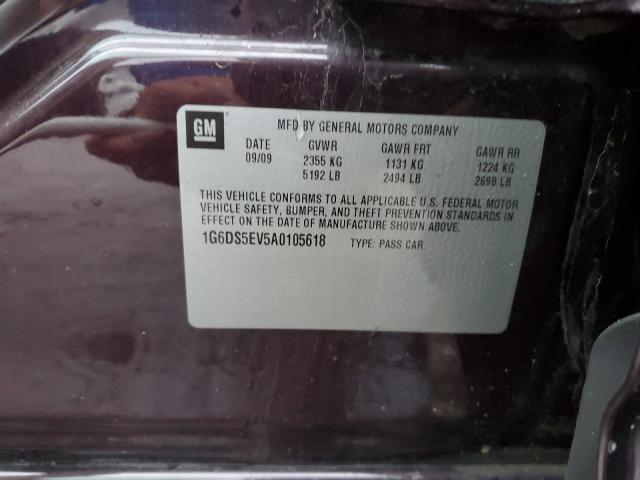 GM
MFD BY GENERAL MOTORS COMPANY
DATE GVWR GAWR FRT GAWR RR
09/09 2355 KG 1131 KG 1224 KG
5192 LB 2494 LB 2698 LB
THIS VEHICLE CONFORMS TO ALL APPLICABLE U.S. FEDERAL MOTOR
VEHICLE SAFETY, BUMPER, AND THEFT PREVENTION STANDARDS IN
EFFECT ON THE DATE OF MANUFACTURE SHOWN ABOVE.
1G6DS5EV5A0105618 TYPE: PASS CAR